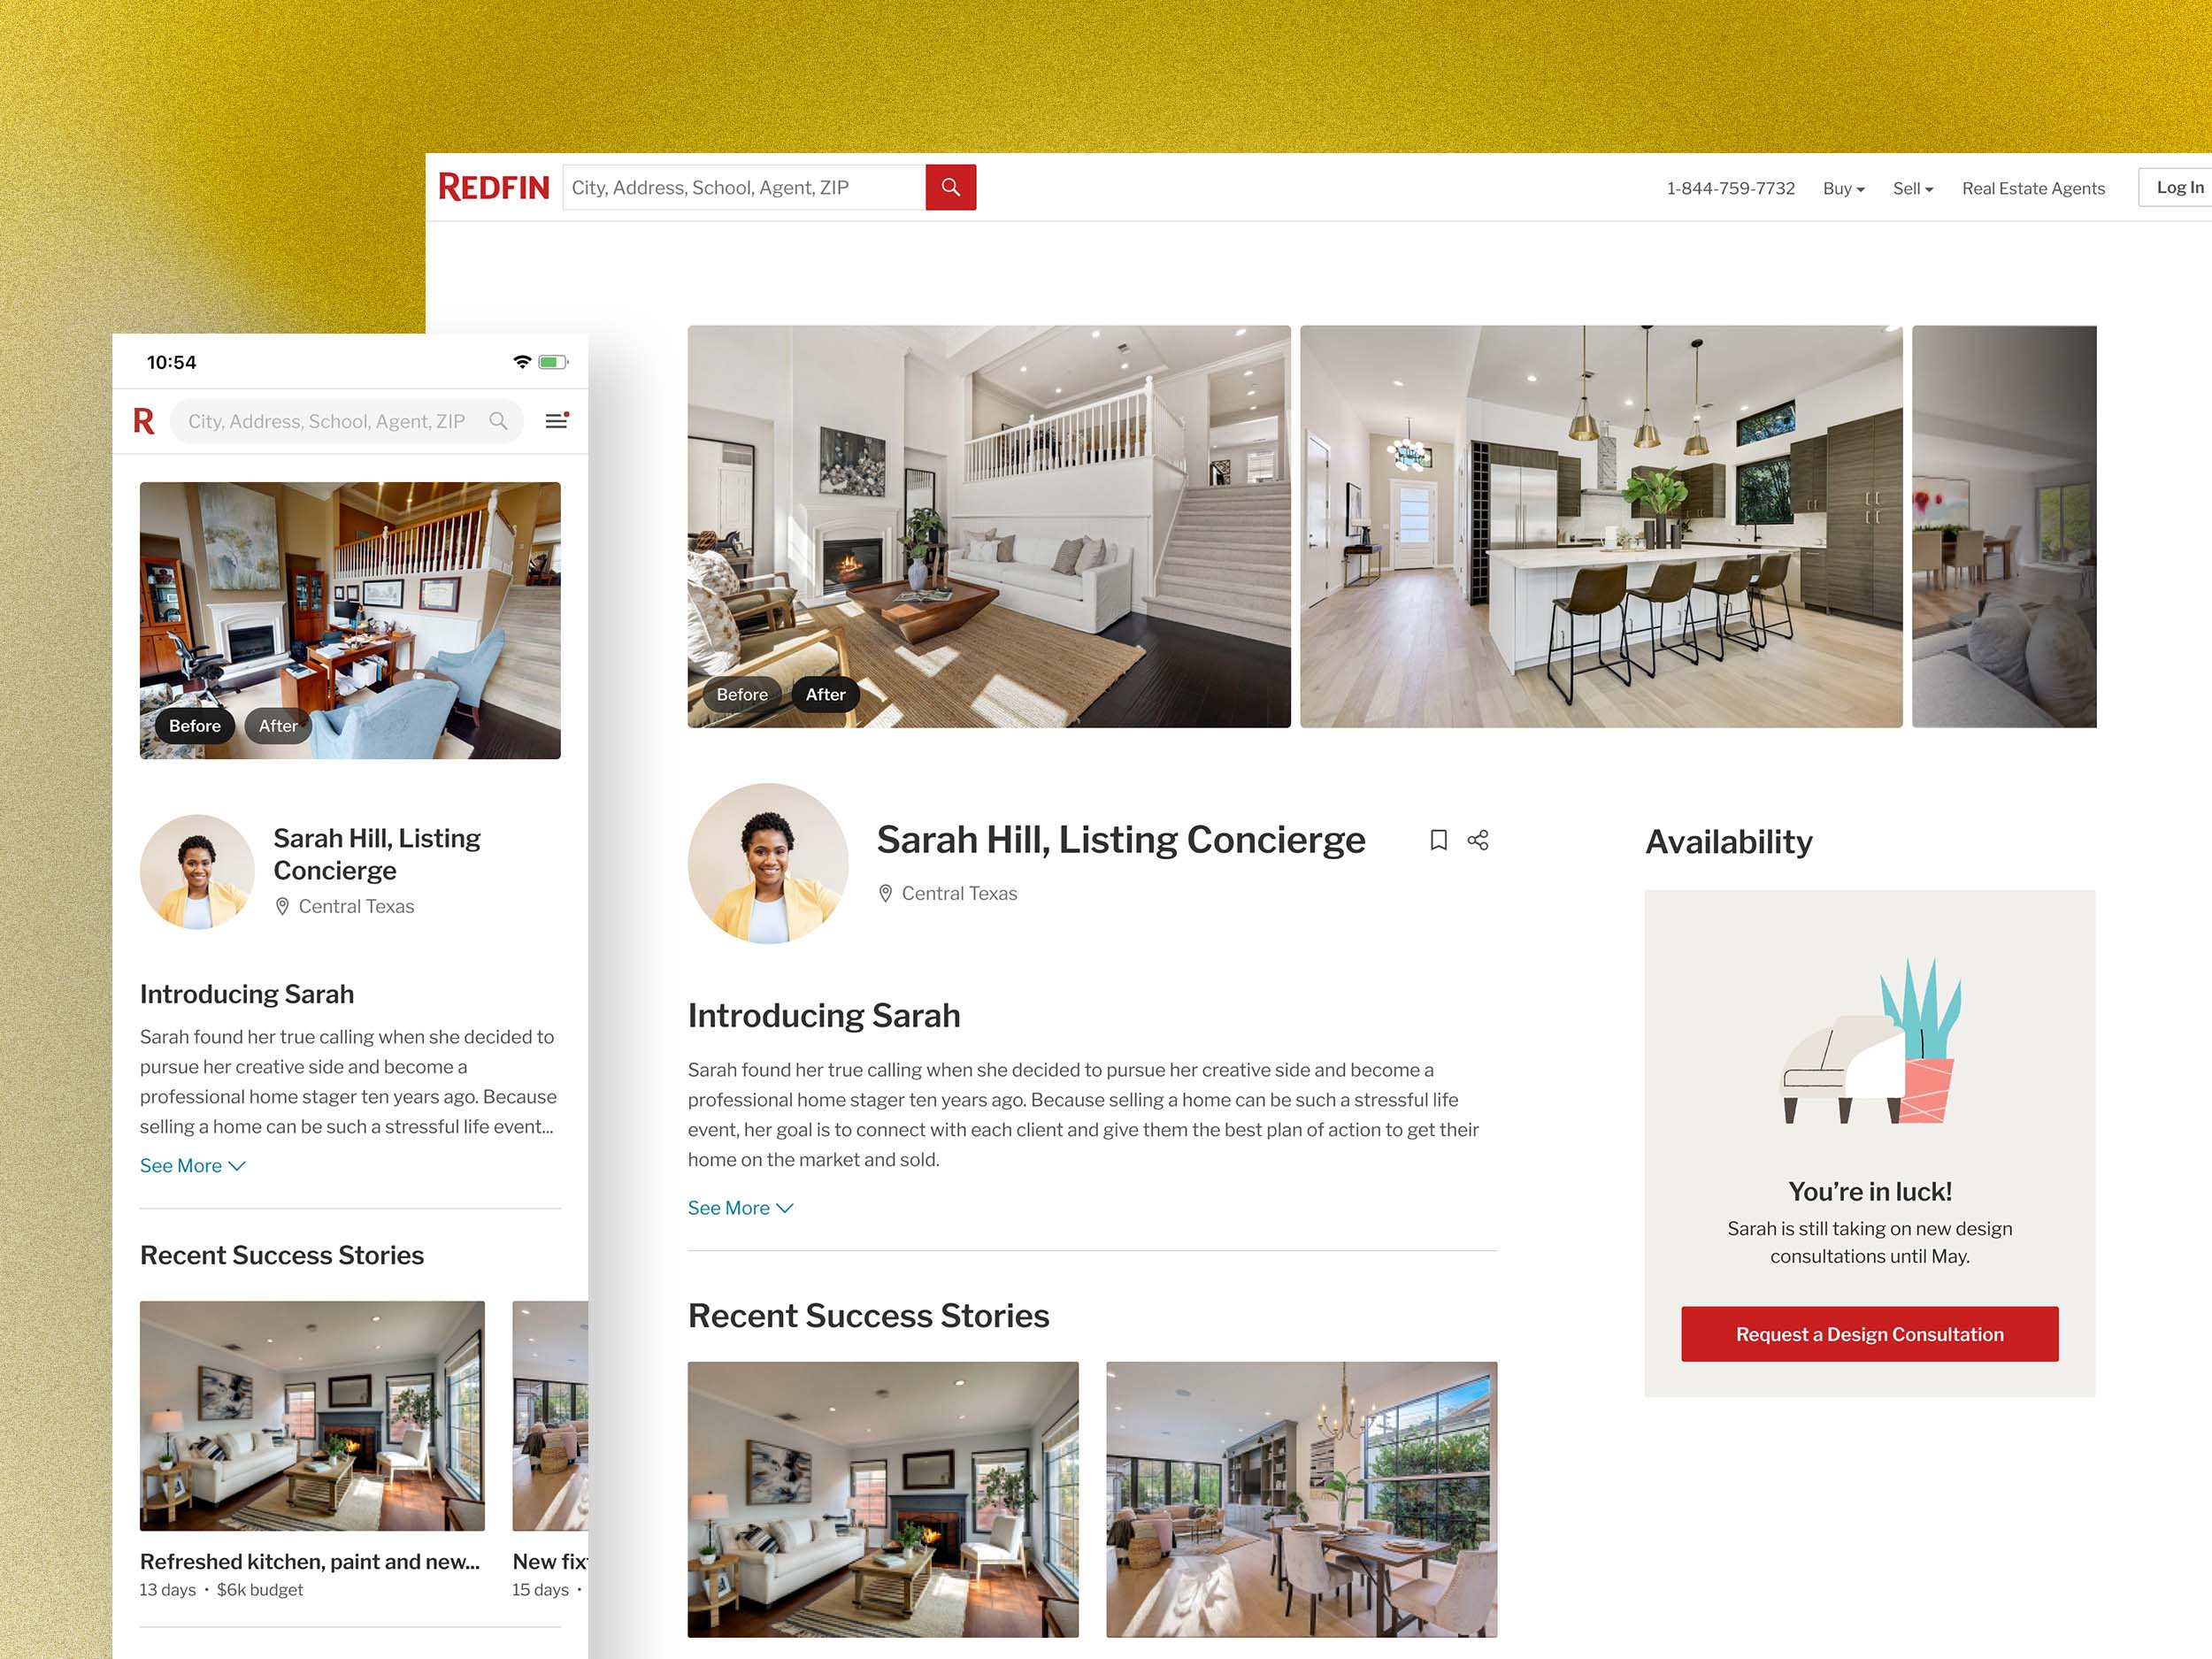 REDFIN
City, Address, School, Agent, ZIP
1-844-759-7732
Buy
Sell
Real Estate Agents
Log In
Before
After
Sarah Hill, Listing Concierge
Central Texas
Introducing Sarah
Sarah found her true calling when she decided to pursue her creative side and become a
professional home stager ten years ago. Because selling a home can be such a stressful life
event, her goal is to connect with each client and give them the best plan of action to get their
home on the market and sold.
See More
Recent Success Stories
Availability
You’re in luck!
Sarah is still taking on new design
consultations until May.
Request a Design Consultation
10:54
R
City, Address, School, Agent, ZIP
Before
After
Sarah Hill, Listing
Concierge
Central Texas
Introducing Sarah
Sarah found her true calling when she decided to
pursue her creative side and become a
professional home stager ten years ago. Because
selling a home can be such a stressful life event...
See More
Recent Success Stories
Refreshed kitchen, paint and new...
13 days • $6k budget
New
15 days •